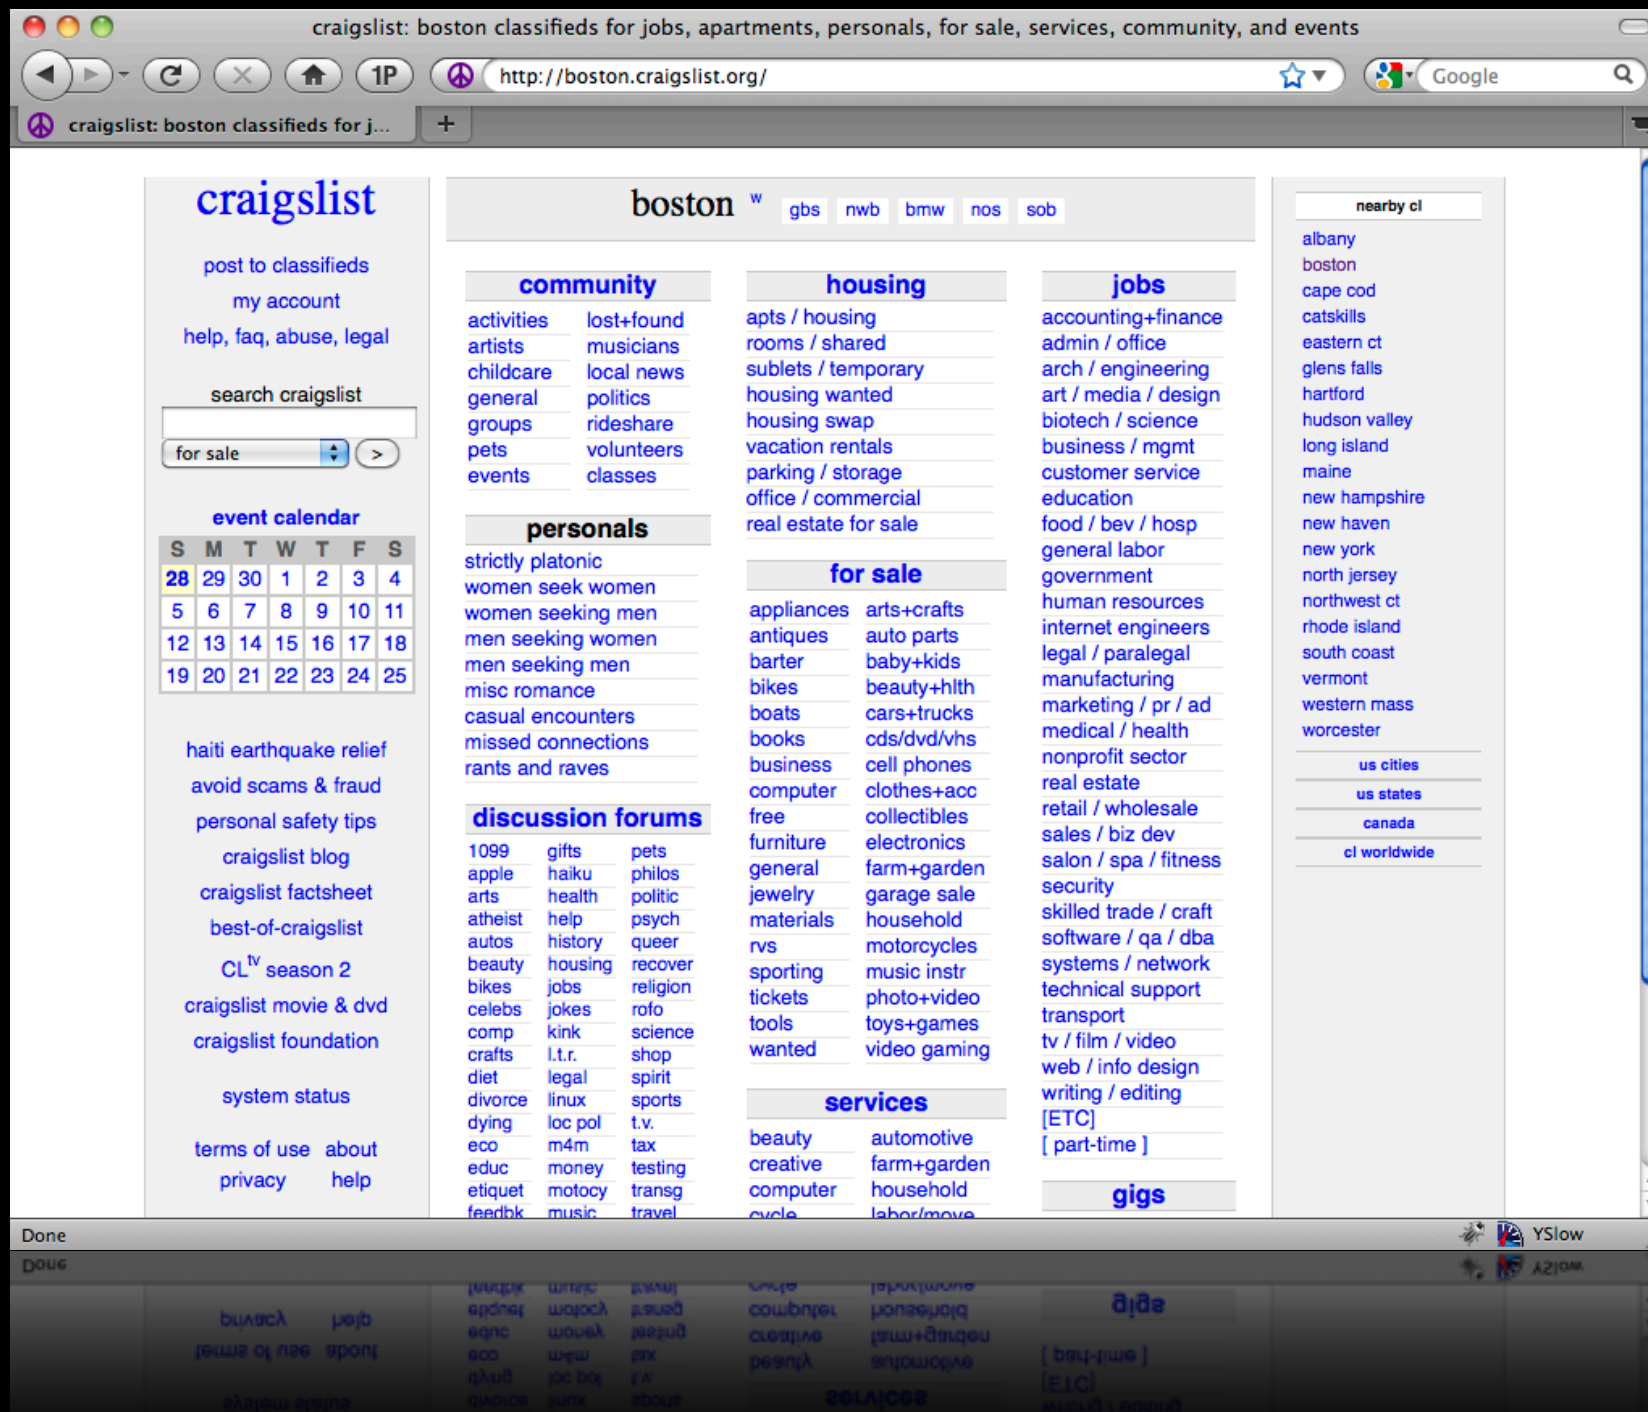 craigslist: boston classifieds for jobs, apartments, personals, for sale, services, community, and events
1P
http://boston.craigslist.org/
Google
craigslist: boston classifieds for j...
+
craigslist
post to classifieds
my account
help, faq, abuse, legal
search craigslist
for sale
>
event calendar
S M T W T F S
28 29 30 1 2 3 4
5 6 7 8 9 10 11
12 13 14 15 16 17 18
19 20 21 22 23 24 25
haiti earthquake relief
avoid scams & fraud
personal safety tips
craigslist blog
craigslist factsheet
best-of-craigslist
CLtv season 2
craigslist movie & dvd
craigslist foundation
system status
terms of use about
privacy help
boston w gbs nwb bmw nos sob
community
activities lost+found
artists musicians
childcare local news
general politics
groups rideshare
pets volunteers
events classes
personals
strictly platonic
women seek women
women seeking men
men seeking women
men seeking men
misc romance
casual encounters
missed connections
rants and raves
discussion forums
1099 gifts pets
apple haiku philos
arts health politic
atheist help psych
autos history queer
beauty housing recover
bikes jobs religion
celebs jokes rofo
comp kink science
crafts l.t.r. shop
diet legal spirit
divorce linux sports
dying loc pol t.v.
eco m4m tax
educ money testing
etiquet motocy transg
feedbk music travel
housing
apts / housing
rooms / shared
sublets / temporary
housing wanted
housing swap
vacation rentals
parking / storage
office / commercial
real estate for sale
for sale
appliances arts+crafts
antiques auto parts
barter baby+kids
bikes beauty+hlth
boats cars+trucks
books cds/dvd/vhs
business cell phones
computer clothes+acc
free collectibles
furniture electronics
general farm+garden
jewelry garage sale
materials household
rvs motorcycles
sporting music instr
tickets photo+video
tools toys+games
wanted video gaming
services
beauty automotive
creative farm+garden
computer household
cycle labor/move
jobs
accounting+finance
admin / office
arch / engineering
art / media / design
biotech / science
business / mgmt
customer service
education
food / bev / hosp
general labor
government
human resources
internet engineers
legal / paralegal
manufacturing
marketing / pr / ad
medical / health
nonprofit sector
real estate
retail / wholesale
sales / biz dev
salon / spa / fitness
security
skilled trade / craft
software / qa / dba
systems / network
technical support
transport
tv / film / video
web / info design
writing / editing
[ETC]
[ part-time ]
gigs
nearby cl
albany
boston
cape cod
catskills
eastern ct
glens falls
hartford
hudson valley
long island
maine
new hampshire
new haven
new york
north jersey
northwest ct
rhode island
south coast
vermont
western mass
worcester
us cities
us states
canada
cl worldwide
Done
YSlow